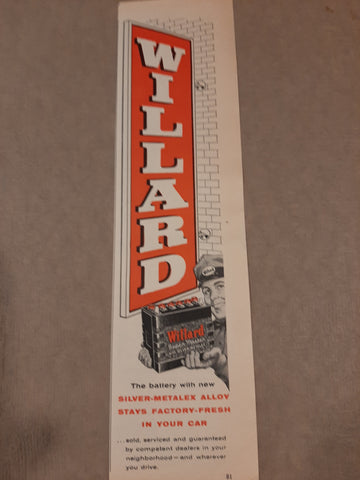 WILLARD
Willard
The battery with new
SILVER-METALEX ALLOY
STAYS FACTORY-FRESH
IN YOUR CAR
...sold, serviced and guaranteed
by competent dealers in your
neighborhood—and wherever
you drive.
81